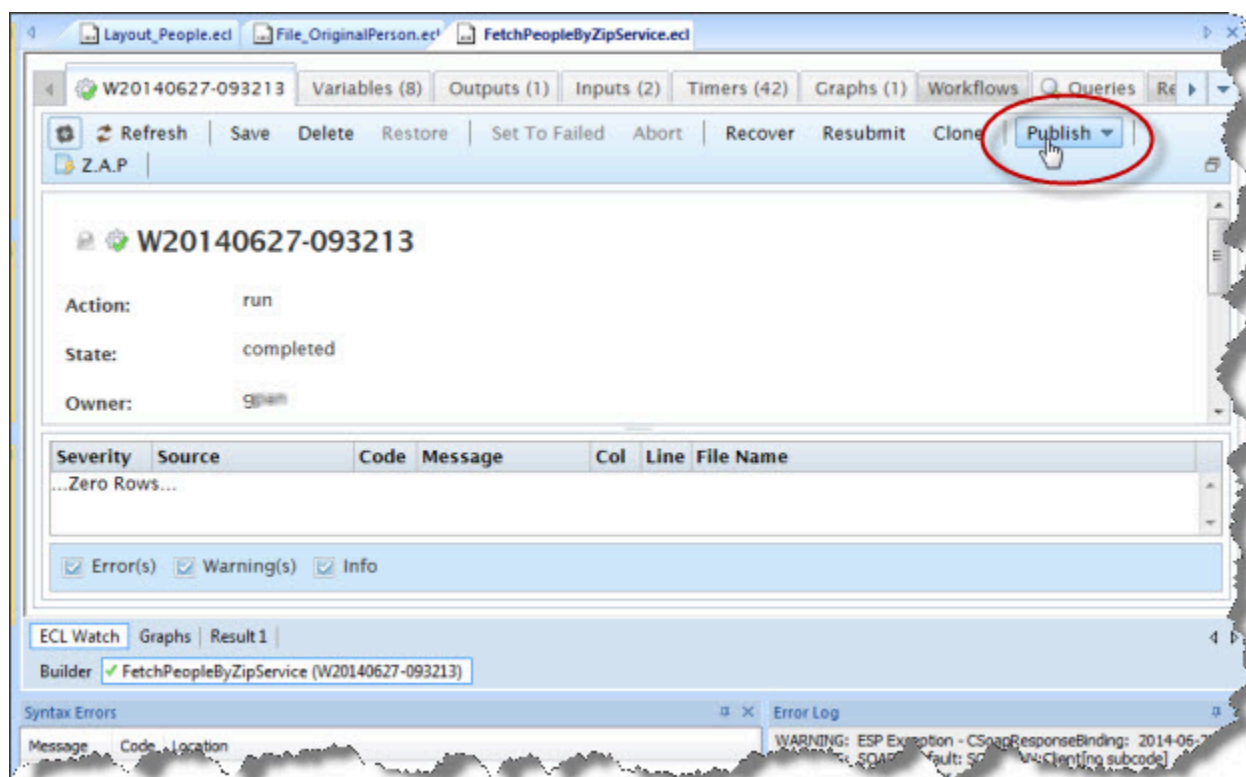 Layout_People.ecl File_OriginalPerson.ecl FetchPeopleByZipService.ecl
W20140627-093213 Variables (8) Outputs (1) Inputs (2) Timers (42) Graphs (1) Workflows Queries Re
Refresh Save Delete Restore Set To Failed Abort Recover Resubmit Clone Publish
Z.A.P
W20140627-093213
Action: run
State: completed
Owner:
Severity Source Code Message Col Line File Name
...Zero Rows...
Error(s) Warning(s) Info
ECL Watch Graphs Result 1
Builder FetchPeopleByZipService (W20140627-093213)
Syntax Errors Error Log
Message Code Location WARNING: ESP Exception - CSoapResponseBinding: 2014-06-2